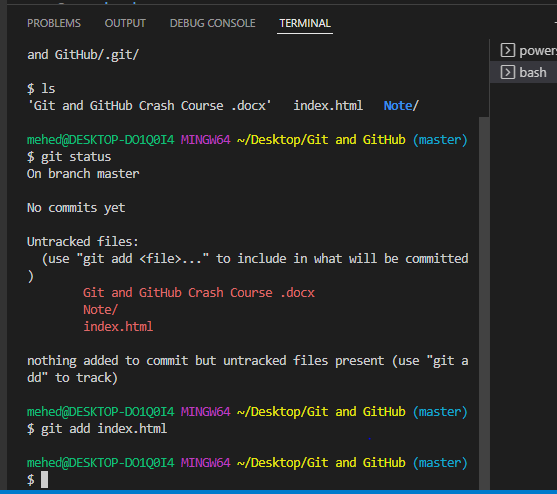 PROBLEMS OUTPUT DEBUG CONSOLE TERMINAL
and GitHub/.git/
$ ls
'Git and GitHub Crash Course .docx' index.html Note/
mehed@DESKTOP-DO1Q0I4 MINGW64 ~/Desktop/Git and GitHub (master)
$ git status
On branch master
No commits yet
Untracked files:
(use "git add <file>..." to include in what will be committed
)
Git and GitHub Crash Course .docx
Note/
index.html
nothing added to commit but untracked files present (use "git a
dd" to track)
mehed@DESKTOP-DO1Q0I4 MINGW64 ~/Desktop/Git and GitHub (master)
$ git add index.html
mehed@DESKTOP-DO1Q0I4 MINGW64 ~/Desktop/Git and GitHub (master)
$
powers
bash